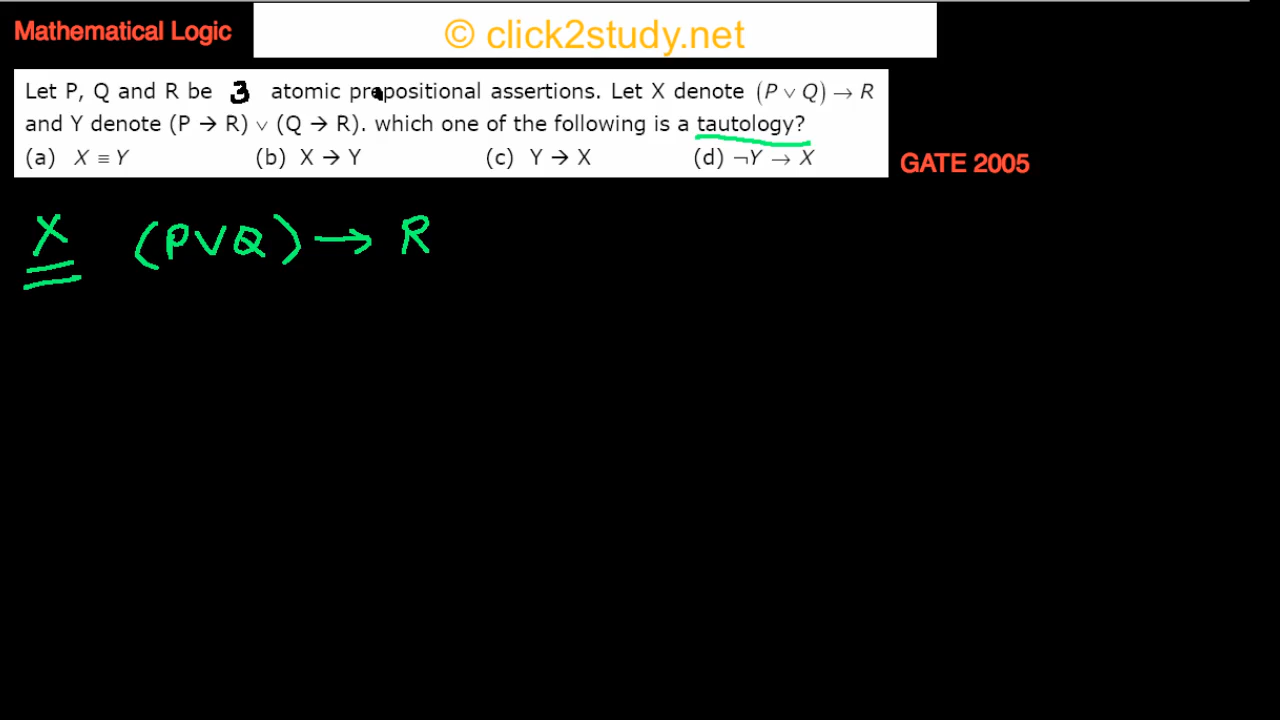 Mathematical Logic
© click2study.net
Let P, Q and R be 3 atomic prepositional assertions. Let X denote (P ∨ Q) → R
and Y denote (P → R) ∨ (Q → R). which one of the following is a tautology?
(a) X ≡ Y (b) X → Y (c) Y → X (d) ¬Y → X
GATE 2005
X (P∨Q) → R